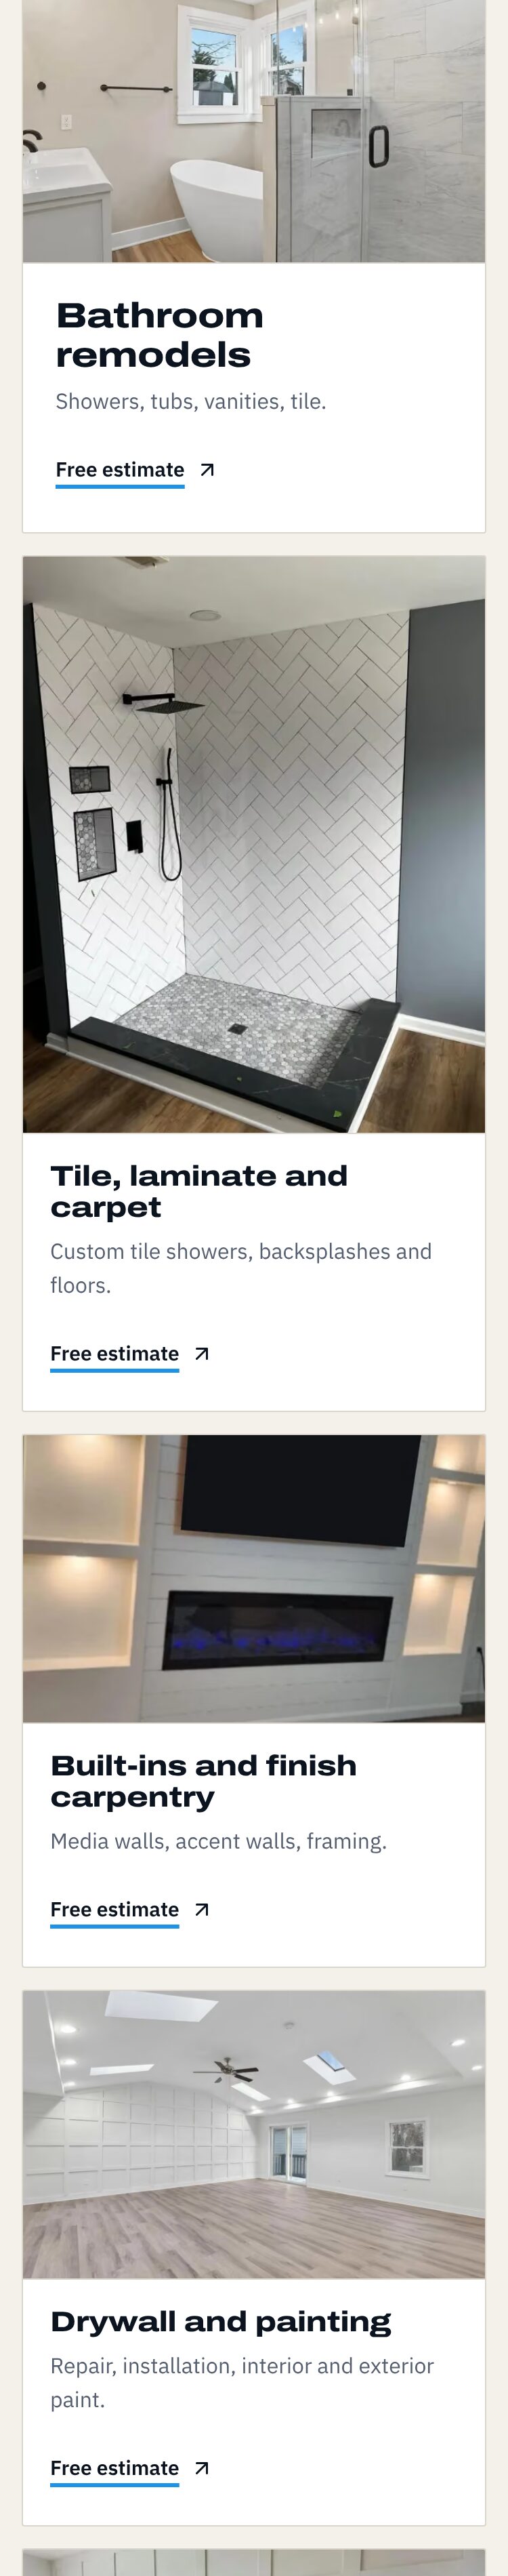 Bathroom
remodels
Showers, tubs, vanities, tile.
Free estimate
Tile, laminate and
carpet
Custom tile showers, backsplashes and
floors.
Free estimate
Built-ins and finish
carpentry
Media walls, accent walls, framing.
Free estimate
Drywall and painting
Repair, installation, interior and exterior
paint.
Free estimate